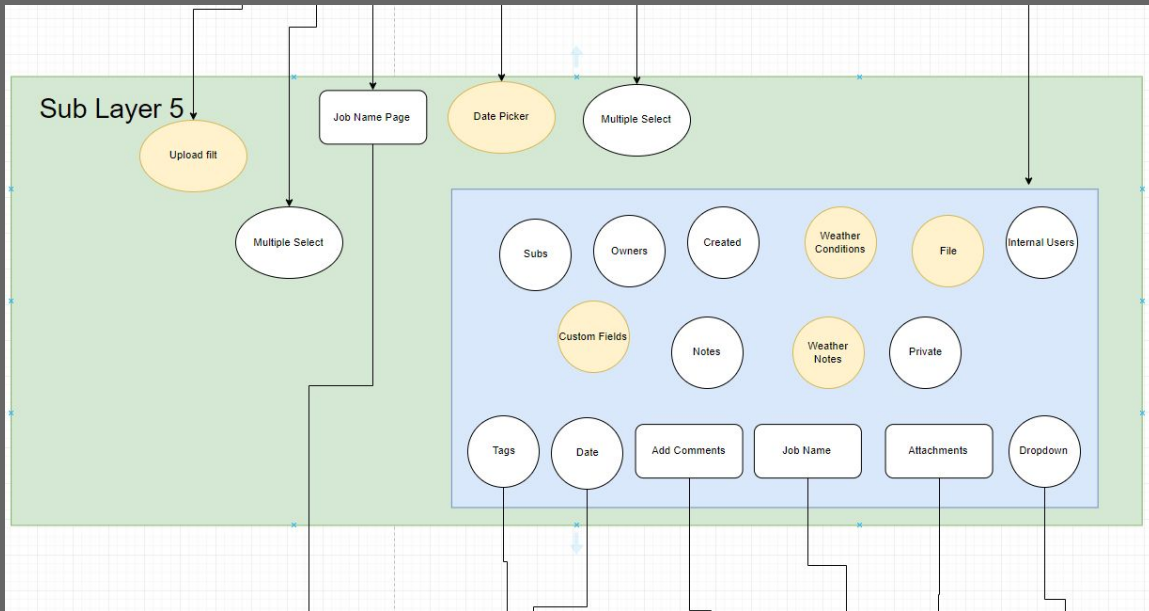 Sub Layer 5
Upload filt
Job Name Page
Date Picker
Multiple Select
Multiple Select
Subs
Owners
Created
Weather
Conditions
File
Internal Users
Custom Fields
Notes
Weather
Notes
Private
Tags
Date
Add Comments
Job Name
Attachments
Dropdown